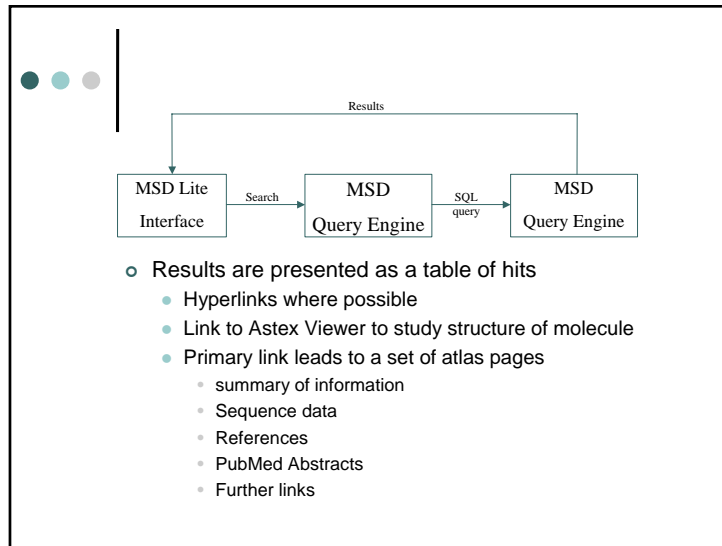 Results
MSD Lite
Interface
Search
MSD
Query Engine
SQL
query
MSD
Query Engine
Results are presented as a table of hits
Hyperlinks where possible
Link to Astex Viewer to study structure of molecule
Primary link leads to a set of atlas pages
summary of information
Sequence data
References
PubMed Abstracts
Further links